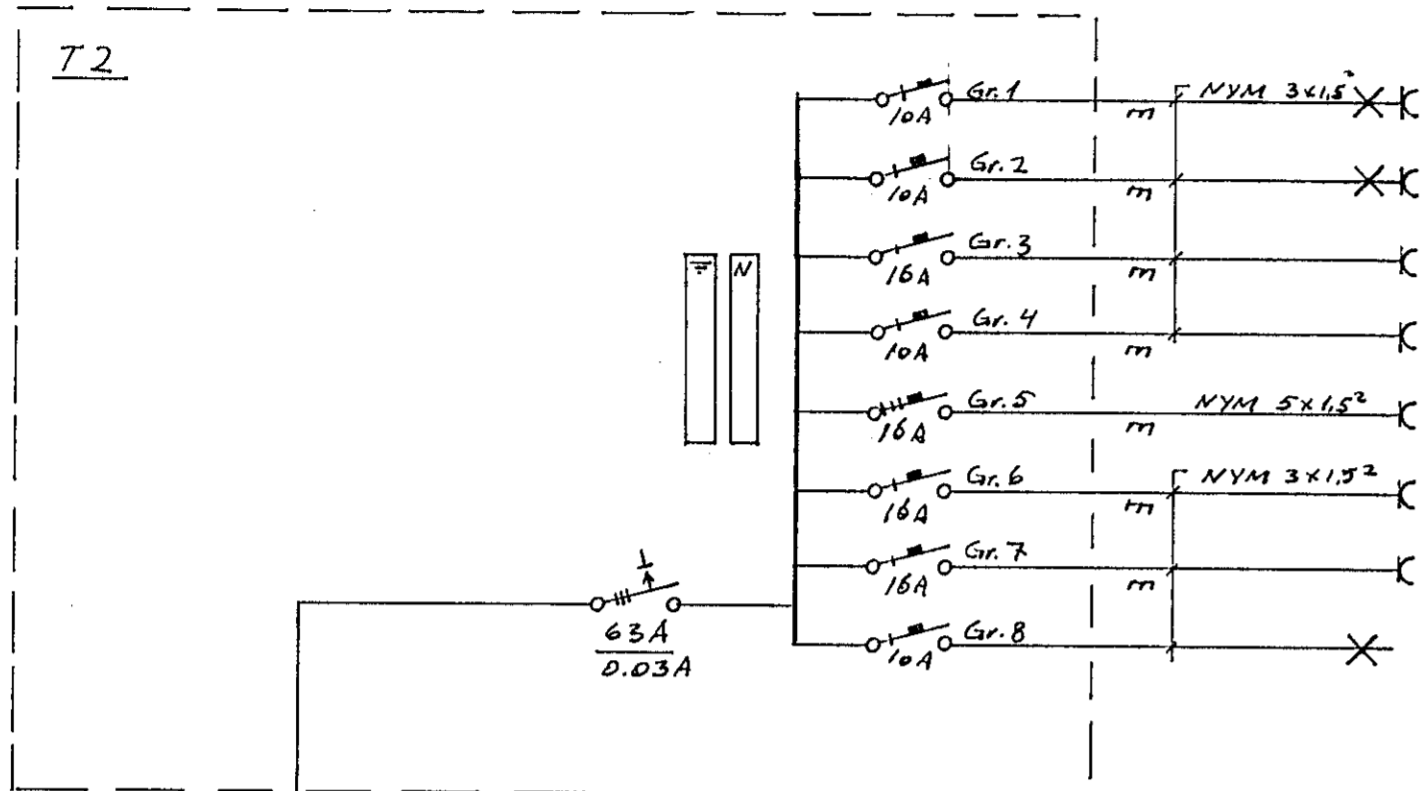 T2
Gr.1
10A
m
NYM 3x1,5²
Gr.2
10A
m
Gr.3
16A
m
N
Gr.4
10A
m
Gr.5
16A
m
NYM 5x1,5²
Gr.6
16A
m
NYM 3x1,5²
Gr.7
16A
m
Gr.8
10A
63A
0.03A